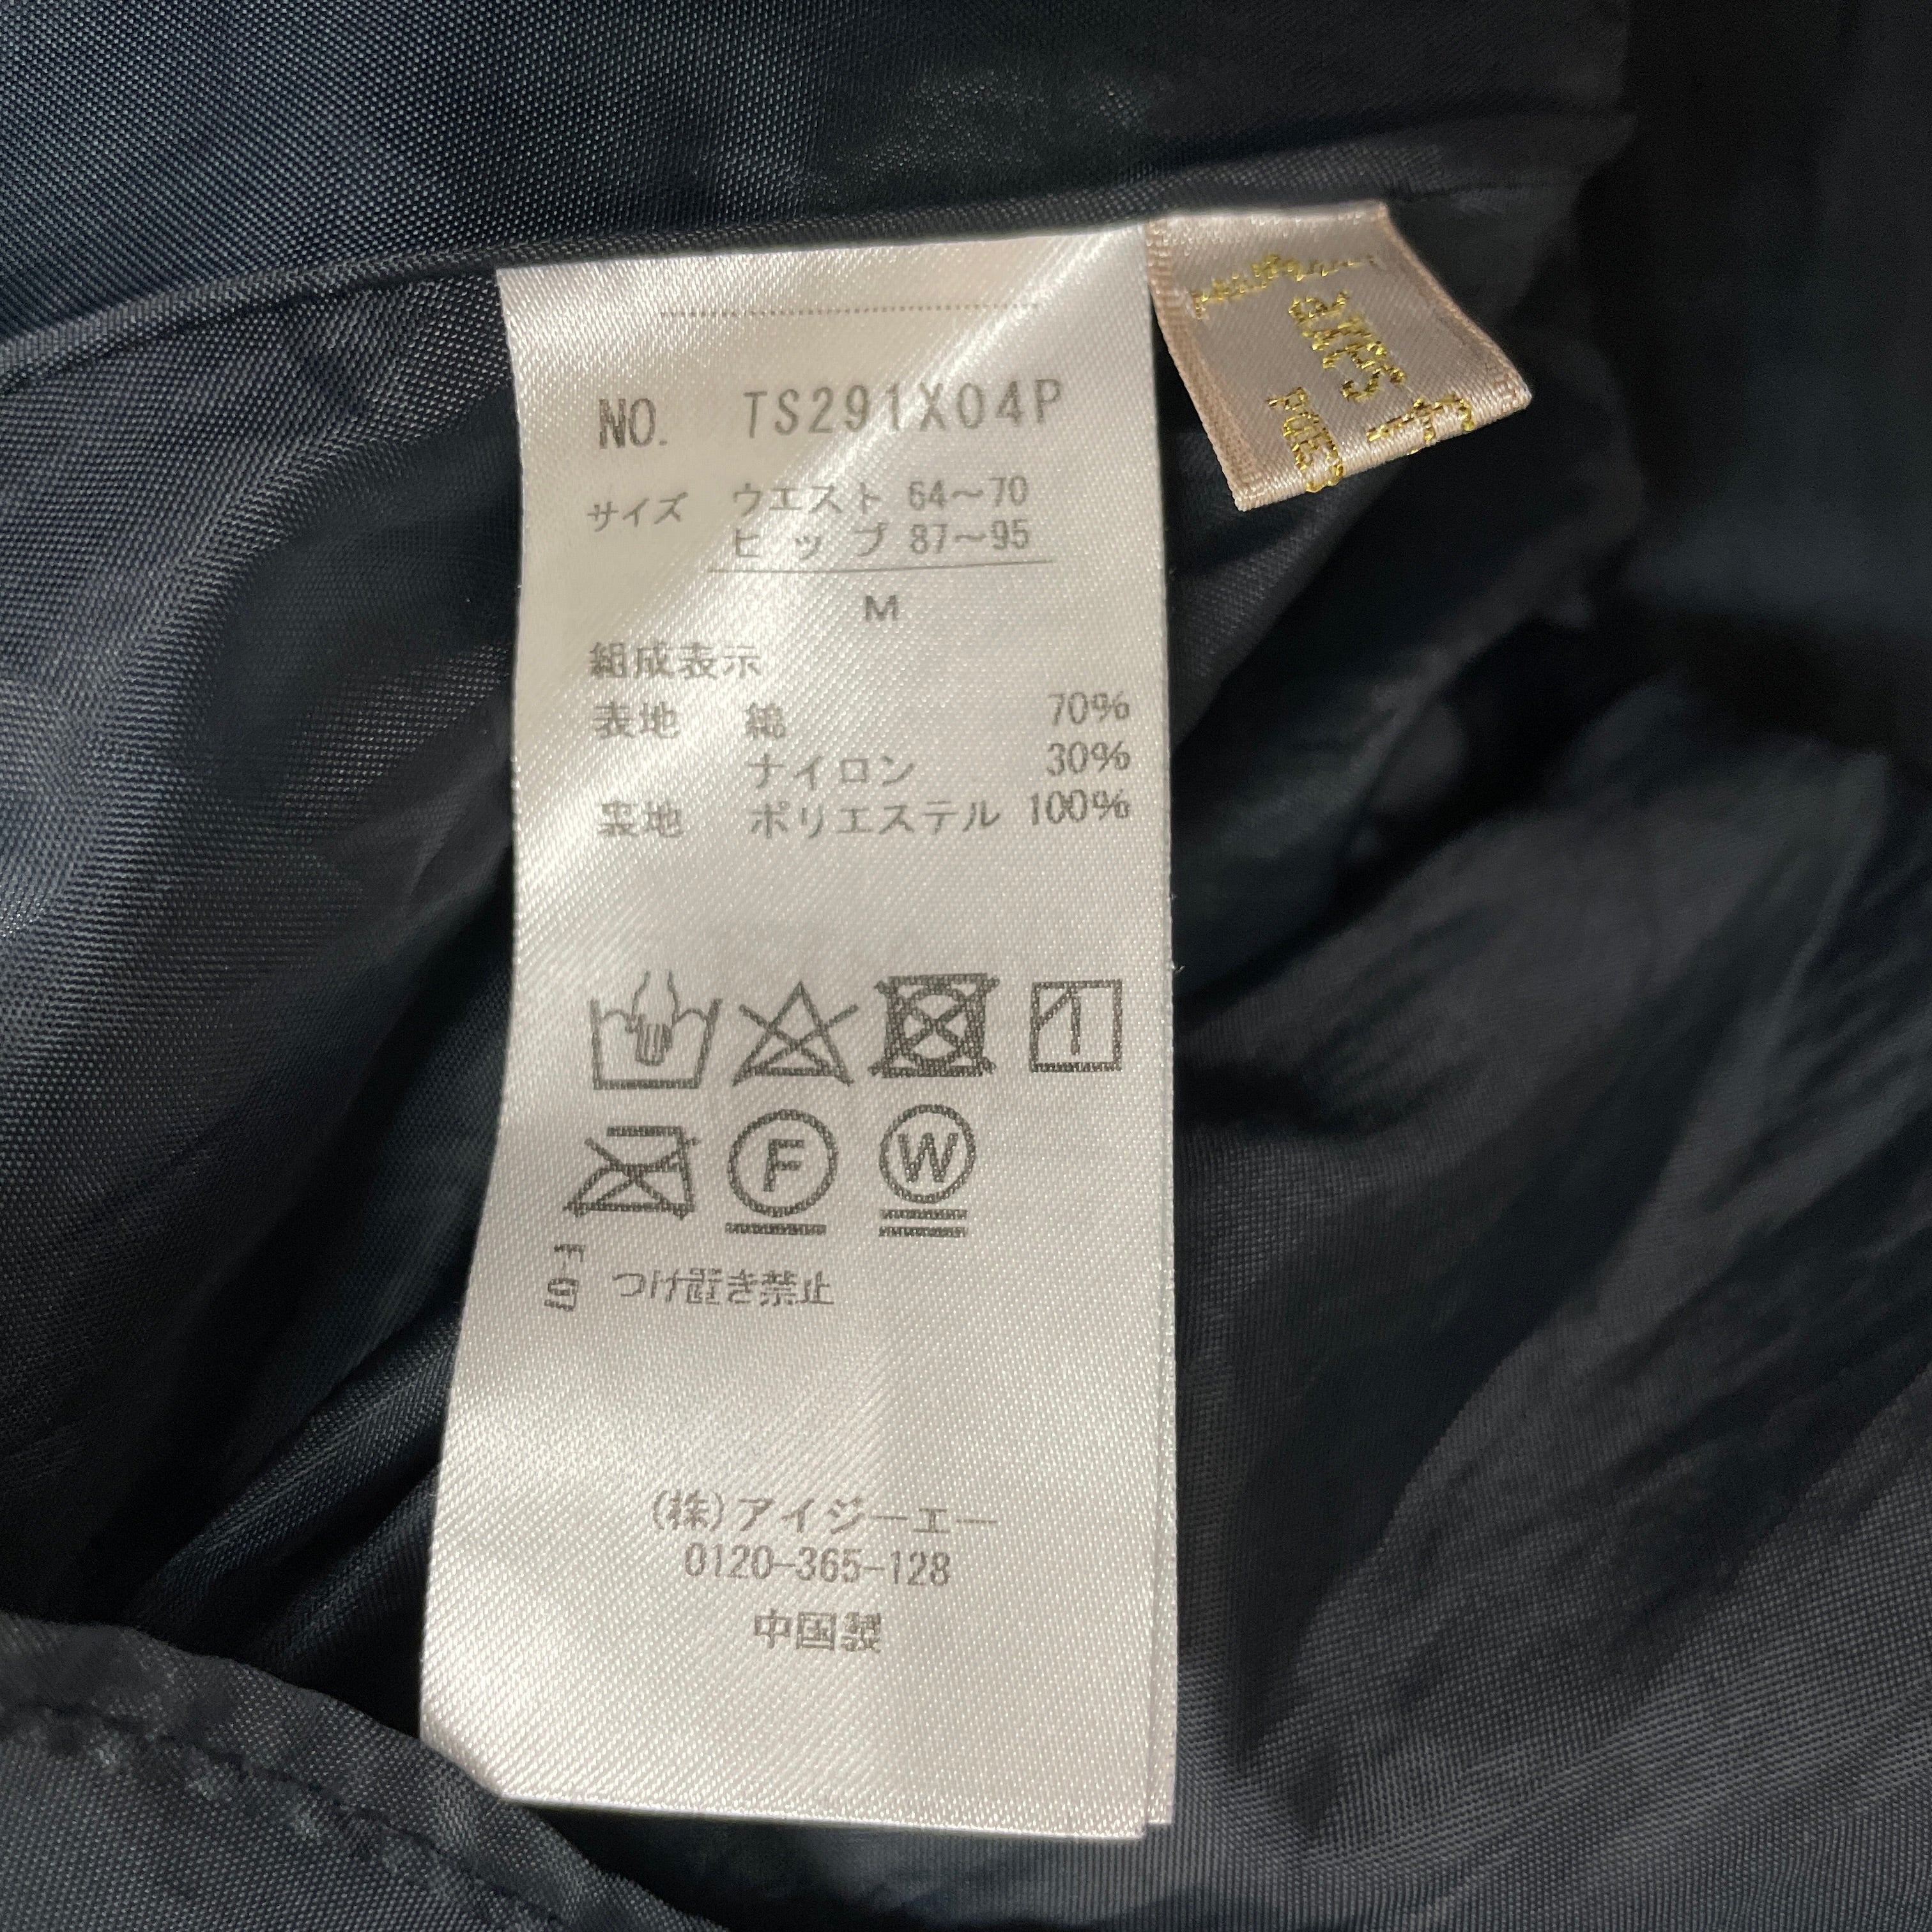 NO. TS291X04P
サイズ ウエスト 64～70
ヒップ 87～95
M
組成表示
表地 綿 70%
ナイロン 30%
裏地 ポリエステル 100%
F
W
つけ置き禁止
(株)アイジーエー
0120-365-128
中国製